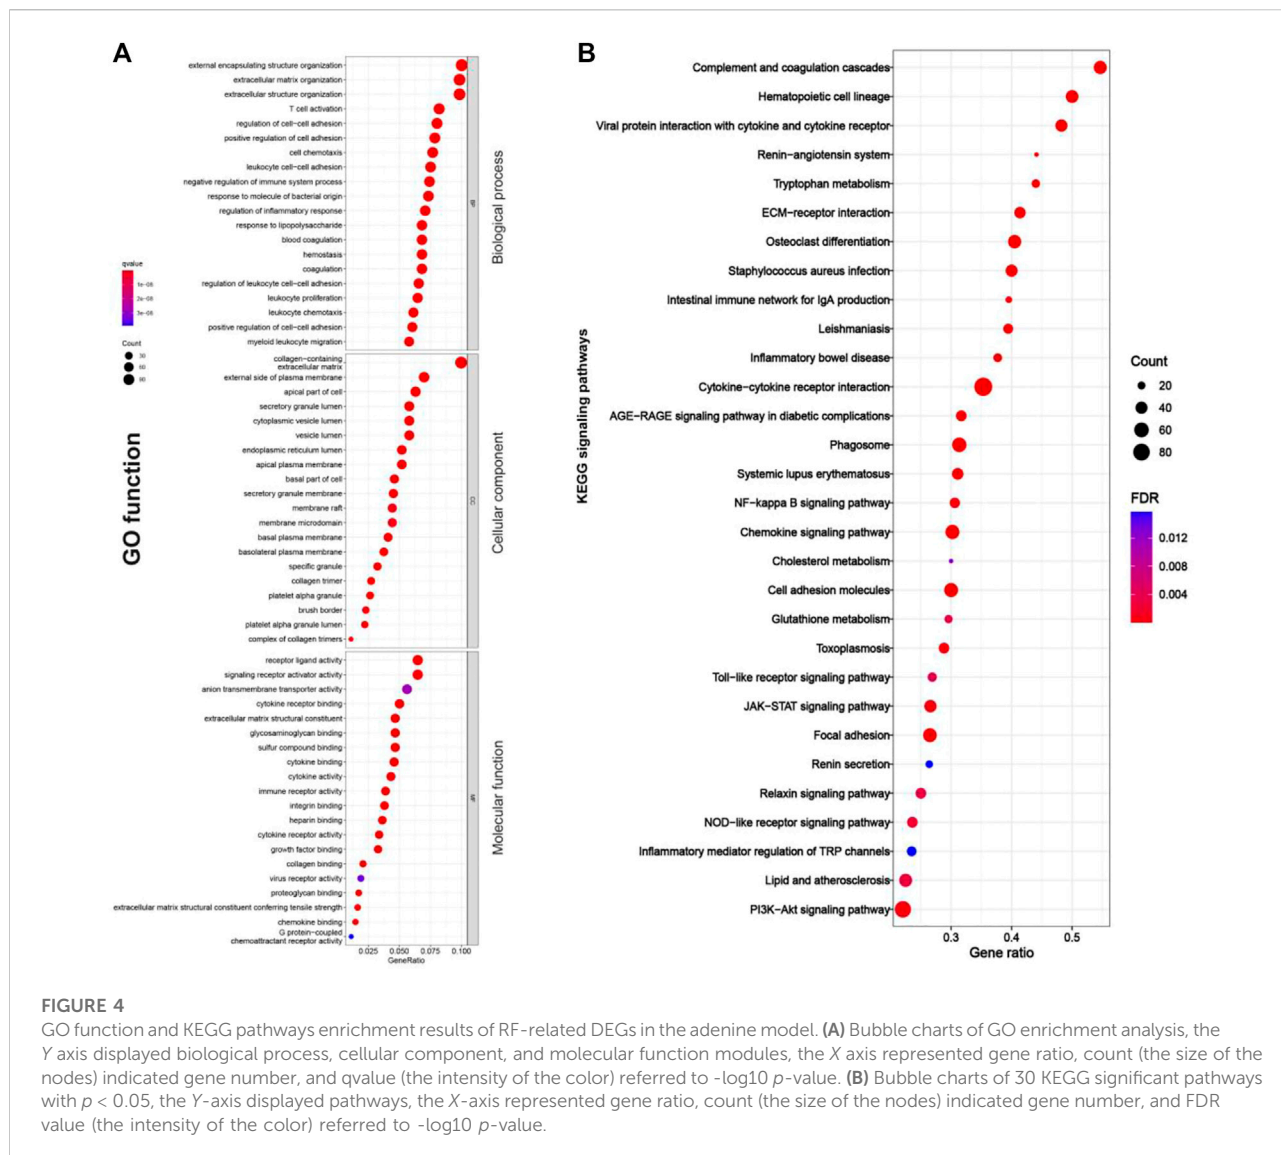 A
external encapsulating structure organization
extracellular matrix organization
extracellular structure organization
T cell activation
regulation of cell-cell adhesion
positive regulation of cell adhesion
cell chemotaxis
leukocyte cell-cell adhesion
negative regulation of immune system process
response to molecule of bacterial origin
regulation of inflammatory response
response to lipopolysaccharide
blood coagulation
hemostasis
coagulation
regulation of leukocyte cell-cell adhesion
leukocyte proliferation
leukocyte chemotaxis
positive regulation of cell-cell adhesion
myeloid leukocyte migration
BP
Biological process
collagen-containing
extracellular matrix
external side of plasma membrane
apical part of cell
secretory granule lumen
cytoplasmic vesicle lumen
vesicle lumen
endoplasmic reticulum lumen
apical plasma membrane
basal part of cell
secretory granule membrane
membrane raft
membrane microdomain
basal plasma membrane
basolateral plasma membrane
specific granule
collagen trimer
platelet alpha granule
brush border
platelet alpha granule lumen
complex of collagen trimers
CC
Cellular component
receptor ligand activity
signaling receptor activator activity
anion transmembrane transporter activity
cytokine receptor binding
extracellular matrix structural constituent
glycosaminoglycan binding
sulfur compound binding
cytokine binding
cytokine activity
immune receptor activity
integrin binding
heparin binding
cytokine receptor activity
growth factor binding
collagen binding
virus receptor activity
proteoglycan binding
extracellular matrix structural constituent conferring tensile strength
chemokine binding
G protein-coupled
chemoattractant receptor activity
MF
Molecular function
0.025 0.050 0.075 0.100
GeneRatio
qvalue
1e-08
2e-08
3e-08
Count
30
60
90
GO function
B
Complement and coagulation cascades
Hematopoietic cell lineage
Viral protein interaction with cytokine and cytokine receptor
Renin-angiotensin system
Tryptophan metabolism
ECM-receptor interaction
Osteoclast differentiation
Staphylococcus aureus infection
Intestinal immune network for IgA production
Leishmaniasis
Inflammatory bowel disease
Cytokine-cytokine receptor interaction
AGE-RAGE signaling pathway in diabetic complications
Phagosome
Systemic lupus erythematosus
NF-kappa B signaling pathway
Chemokine signaling pathway
Cholesterol metabolism
Cell adhesion molecules
Glutathione metabolism
Toxoplasmosis
Toll-like receptor signaling pathway
JAK-STAT signaling pathway
Focal adhesion
Renin secretion
Relaxin signaling pathway
NOD-like receptor signaling pathway
Inflammatory mediator regulation of TRP channels
Lipid and atherosclerosis
PI3K-Akt signaling pathway
KEGG signaling pathways
0.3 0.4 0.5
Gene ratio
Count
20
40
60
80
FDR
0.012
0.008
0.004
FIGURE 4
GO function and KEGG pathways enrichment results of RF-related DEGs in the adenine model. (A) Bubble charts of GO enrichment analysis, the
Y axis displayed biological process, cellular component, and molecular function modules, the X axis represented gene ratio, count (the size of the
nodes) indicated gene number, and qvalue (the intensity of the color) referred to -log10 p-value. (B) Bubble charts of 30 KEGG significant pathways
with p < 0.05, the Y-axis displayed pathways, the X-axis represented gene ratio, count (the size of the nodes) indicated gene number, and FDR
value (the intensity of the color) referred to -log10 p-value.